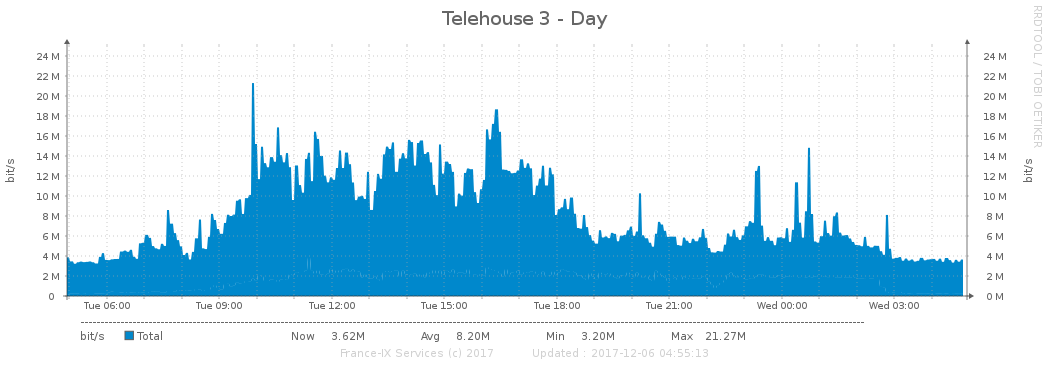 Telehouse 3 - Day
RRDTOOL / TOBI OETIKER
bit/s
24 M 24 M
22 M 22 M
20 M 20 M
18 M 18 M
16 M 16 M
14 M 14 M
12 M 12 M
10 M 10 M
8 M 8 M
6 M 6 M
4 M 4 M
2 M 2 M
0 0 M
bit/s
Tue 06:00 Tue 09:00 Tue 12:00 Tue 15:00 Tue 18:00 Tue 21:00 Wed 00:00 Wed 03:00
bit/s Total Now 3.62M Avg 8.20M Min 3.20M Max 21.27M
France-IX Services (c) 2017 Updated : 2017-12-06 04:55:13